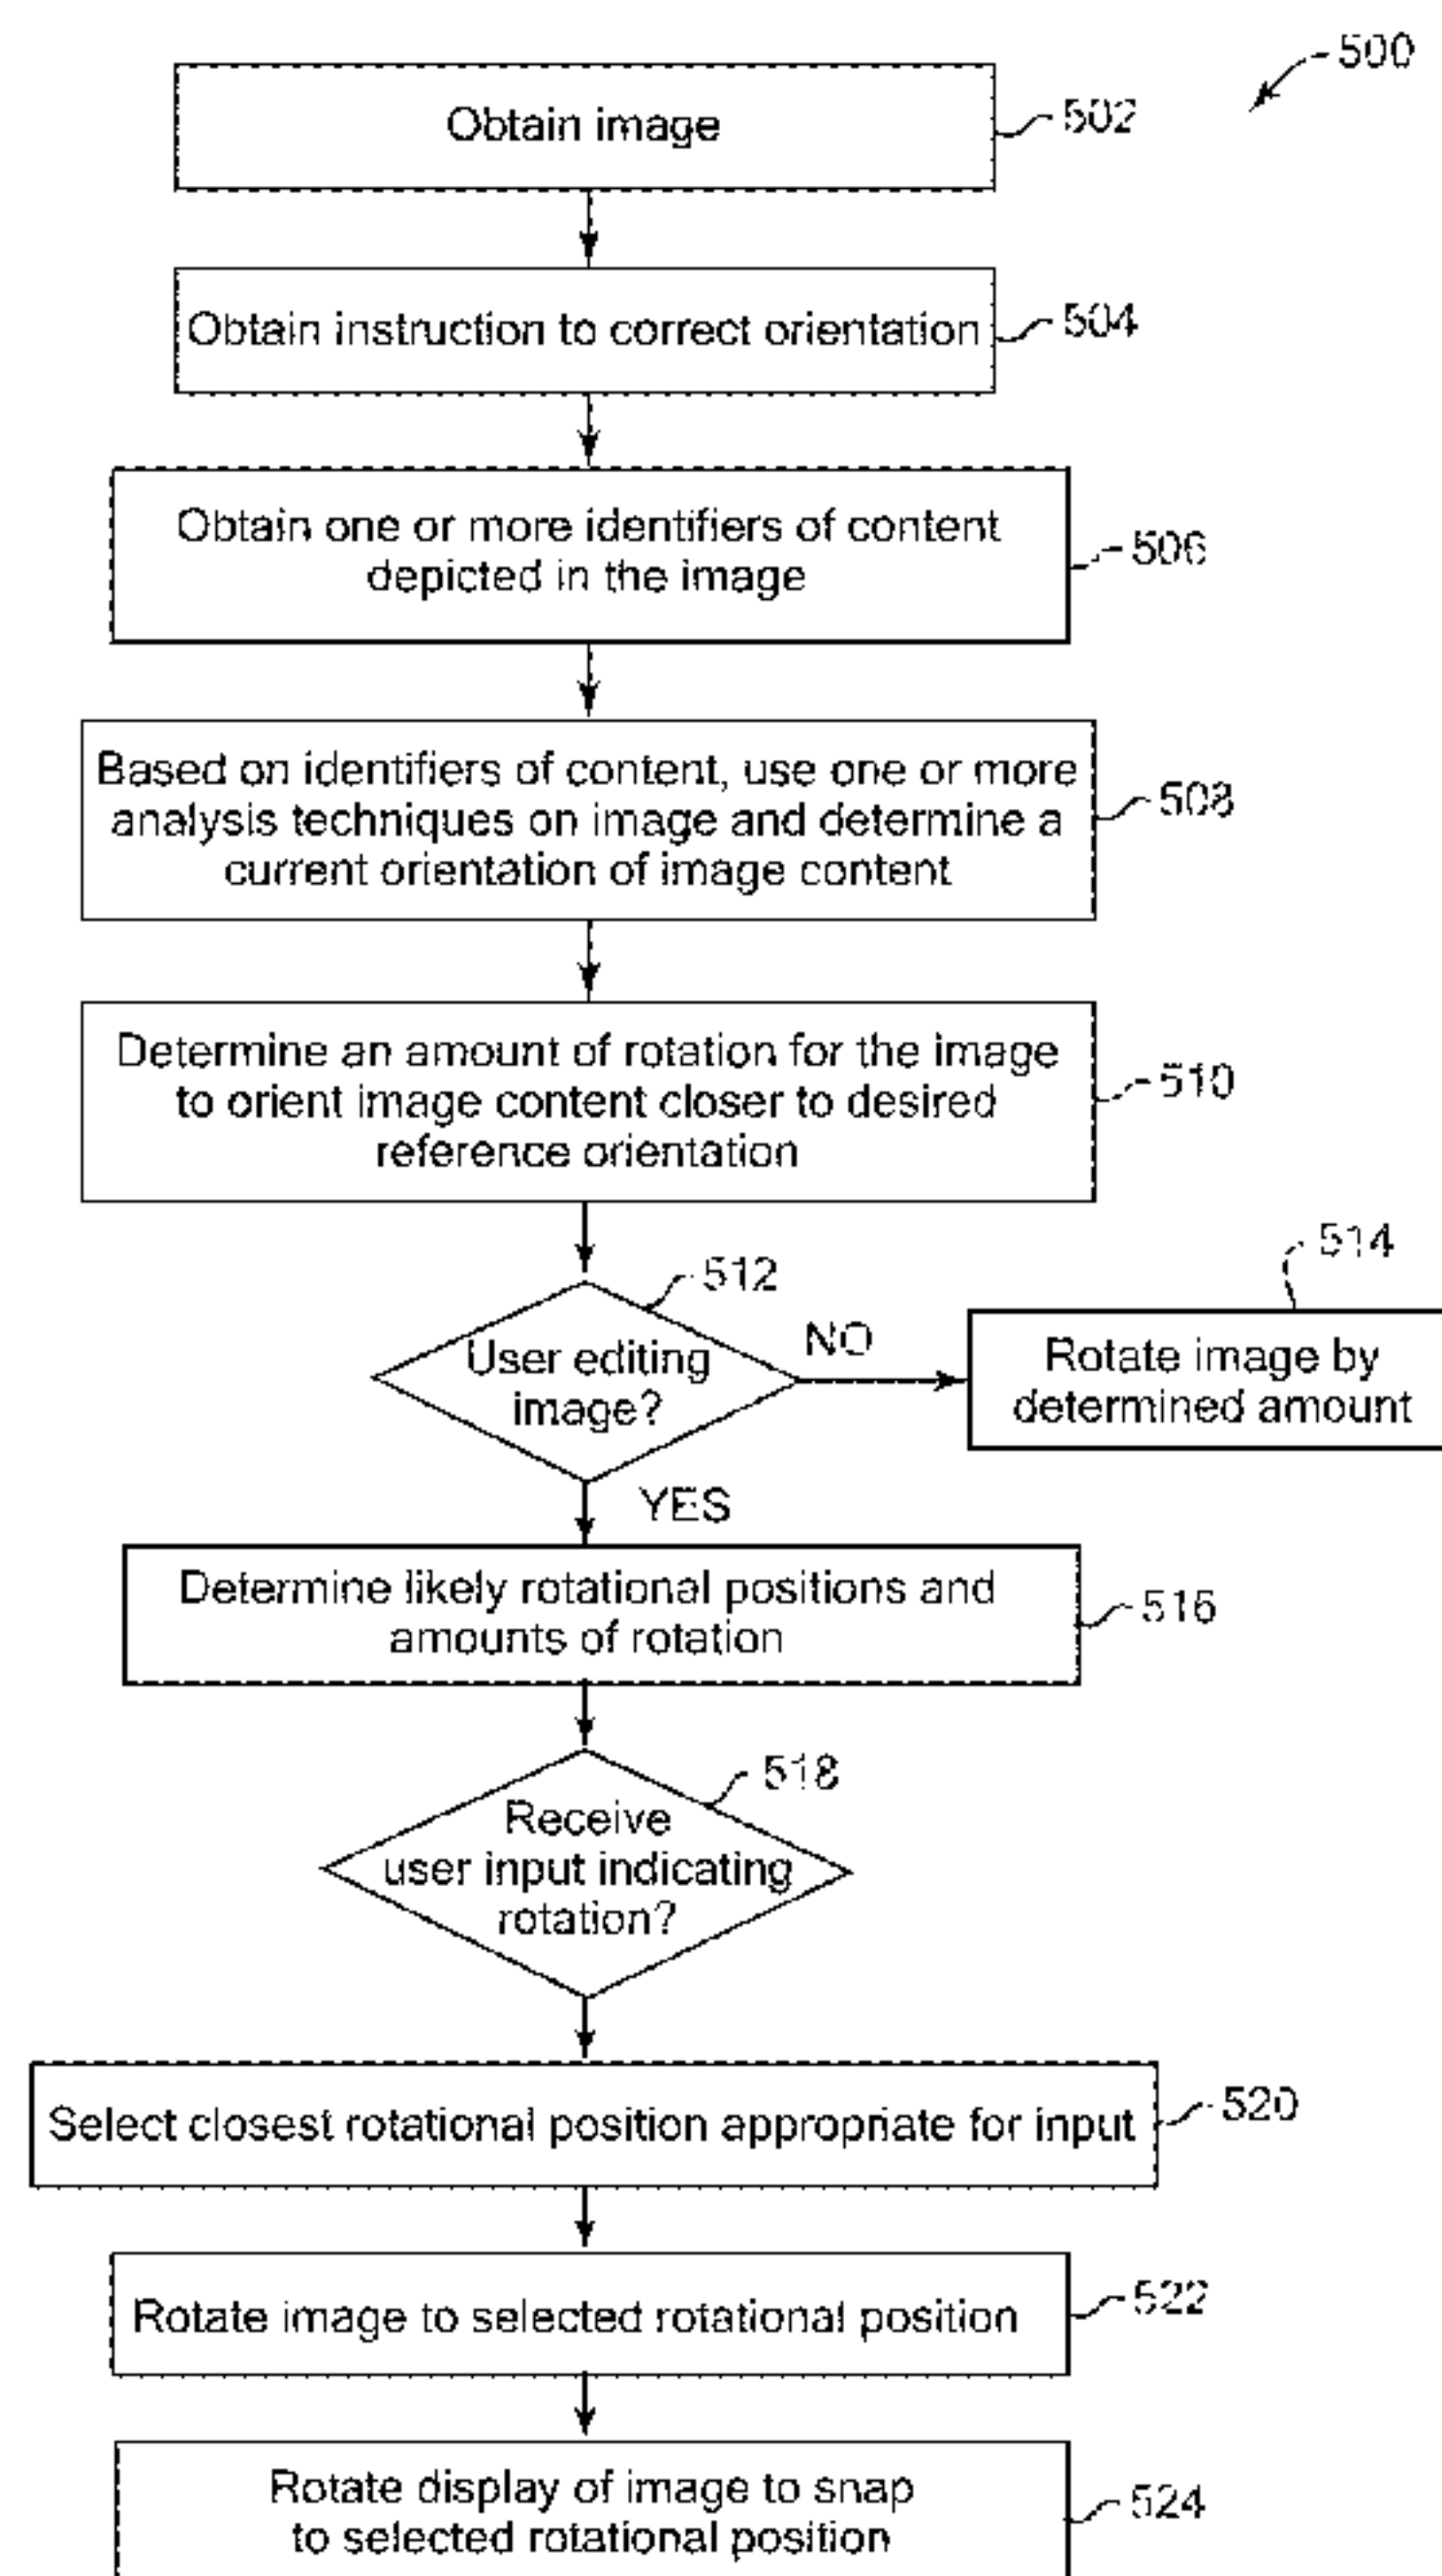 500
Obtain image
502
Obtain instruction to correct orientation
504
Obtain one or more identifiers of content
depicted in the image
506
Based on identifiers of content, use one or more
analysis techniques on image and determine a
current orientation of image content
508
Determine an amount of rotation for the image
to orient image content closer to desired
reference orientation
510
512
User editing
image?
NO
514
Rotate image by
determined amount
YES
Determine likely rotational positions and
amounts of rotation
516
518
Receive
user input indicating
rotation?
Select closest rotational position appropriate for input
520
Rotate image to selected rotational position
522
Rotate display of image to snap
to selected rotational position
524